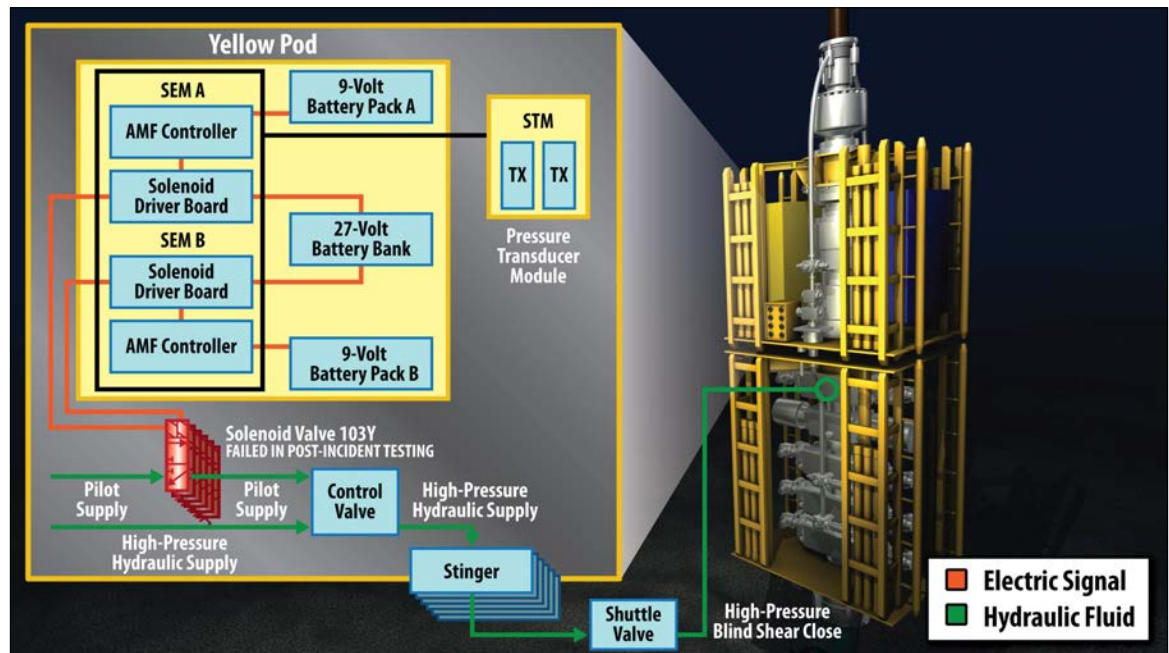 Yellow Pod
SEM A
9-Volt
Battery Pack A
AMF Controller
STM
TX
TX
Solenoid
Driver Board
SEM B
27-Volt
Battery Bank
Pressure
Transducer
Module
Solenoid
Driver Board
AMF Controller
9-Volt
Battery Pack B
Solenoid Valve 103Y
FAILED IN POST-INCIDENT TESTING
Pilot
Supply
Pilot
Supply
Control
Valve
High-Pressure
Hydraulic Supply
High-Pressure
Hydraulic Supply
Stinger
Shuttle
Valve
High-Pressure
Blind Shear Close
Electric Signal
Hydraulic Fluid